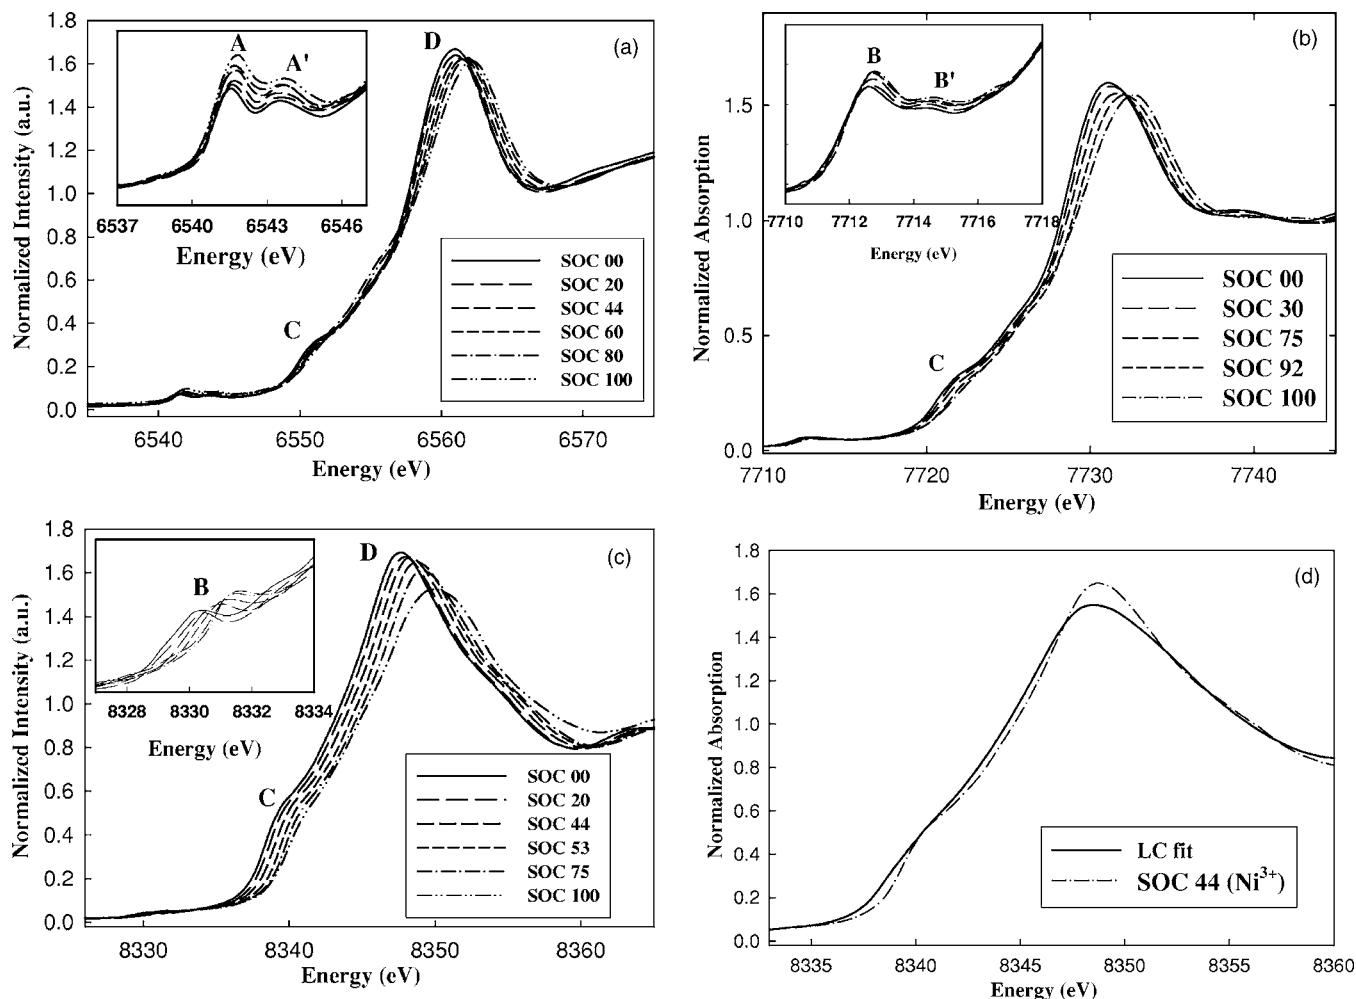 (a)
Normalized Intensity (a.u.)
1.8
1.6
1.4
1.2
1.0
0.8
0.6
0.4
0.2
0.0
A
A'
D
C
6537 6540 6543 6546
Energy (eV)
SOC 00
SOC 20
SOC 44
SOC 60
SOC 80
SOC 100
6540 6550 6560 6570
Energy (eV)
(b)
Normalized Absorption
1.5
1.0
0.5
0.0
B
B'
C
7710 7712 7714 7716 7718
Energy (eV)
SOC 00
SOC 30
SOC 75
SOC 92
SOC 100
7710 7720 7730 7740
Energy (eV)
(c)
Normalized Intensity (a.u.)
1.8
1.6
1.4
1.2
1.0
0.8
0.6
0.4
0.2
0.0
B
D
C
8328 8330 8332 8334
Energy (eV)
SOC 00
SOC 20
SOC 44
SOC 53
SOC 75
SOC 100
8330 8340 8350 8360
Energy (eV)
(d)
Normalized Absorption
1.8
1.6
1.4
1.2
1.0
0.8
0.6
0.4
0.2
0.0
LC fit
SOC 44 (Ni³⁺)
8335 8340 8345 8350 8355 8360
Energy (eV)